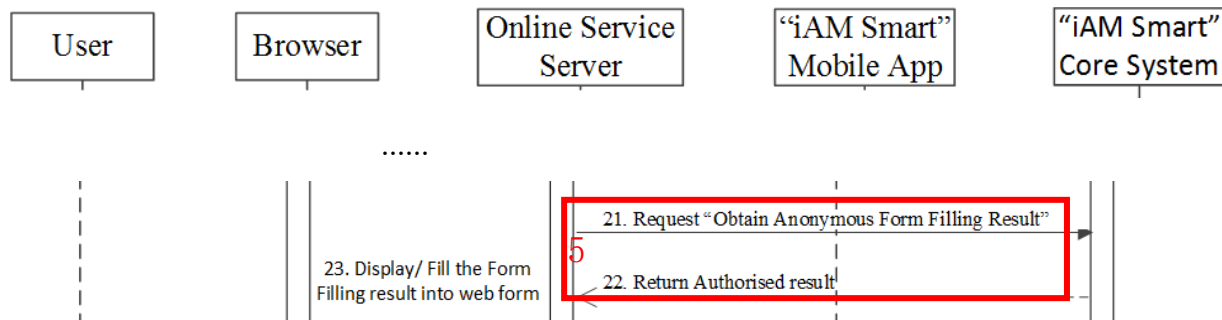 User
Browser
Online Service
Server
“iAM Smart”
Mobile App
“iAM Smart”
Core System
......
21. Request “Obtain Anonymous Form Filling Result”
5
23. Display/ Fill the Form
Filling result into web form
22. Return Authorised result